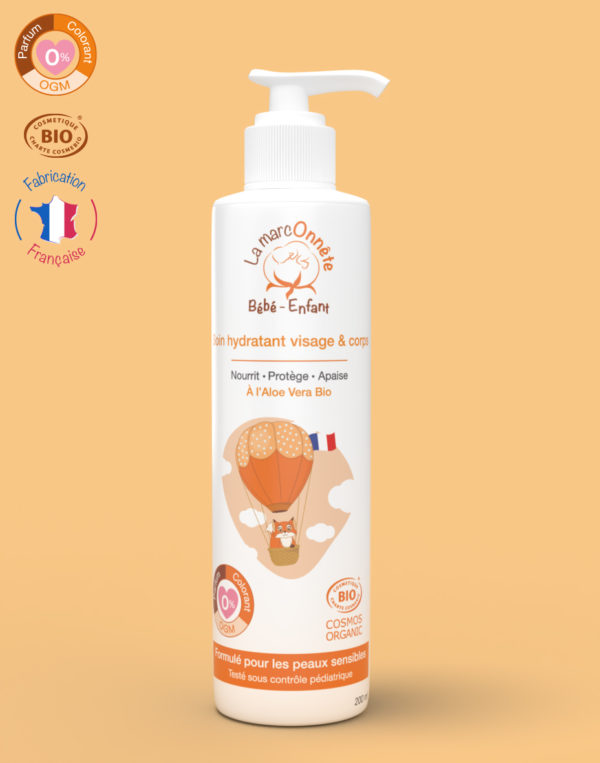 Parfum
Colorant
0%
OGM
COSMETIQUE
BIO
CHARTE COSMEBIO
Fabrication
Française
La marcOnnête
Bébé - Enfant
Soin hydratant visage & corps
Nourrit • Protège • Apaise
À l'Aloe Vera Bio
Parfum
Colorant
0%
OGM
COSMETIQUE
BIO
CHARTE COSMEBIO
COSMOS
ORGANIC
Formulé pour les peaux sensibles
Testé sous contrôle pédiatrique
200 m